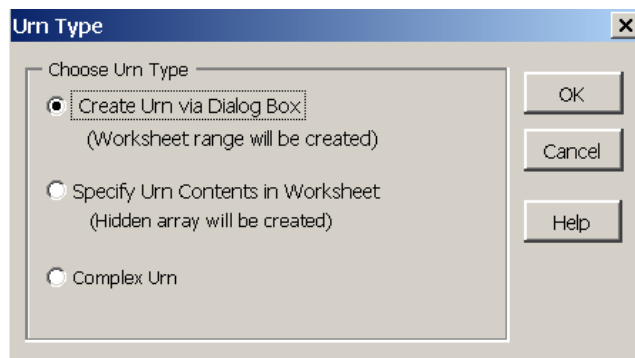 Urn Type
Choose Urn Type
Create Urn via Dialog Box
(Worksheet range will be created)
Specify Urn Contents in Worksheet
(Hidden array will be created)
Complex Urn
OK
Cancel
Help